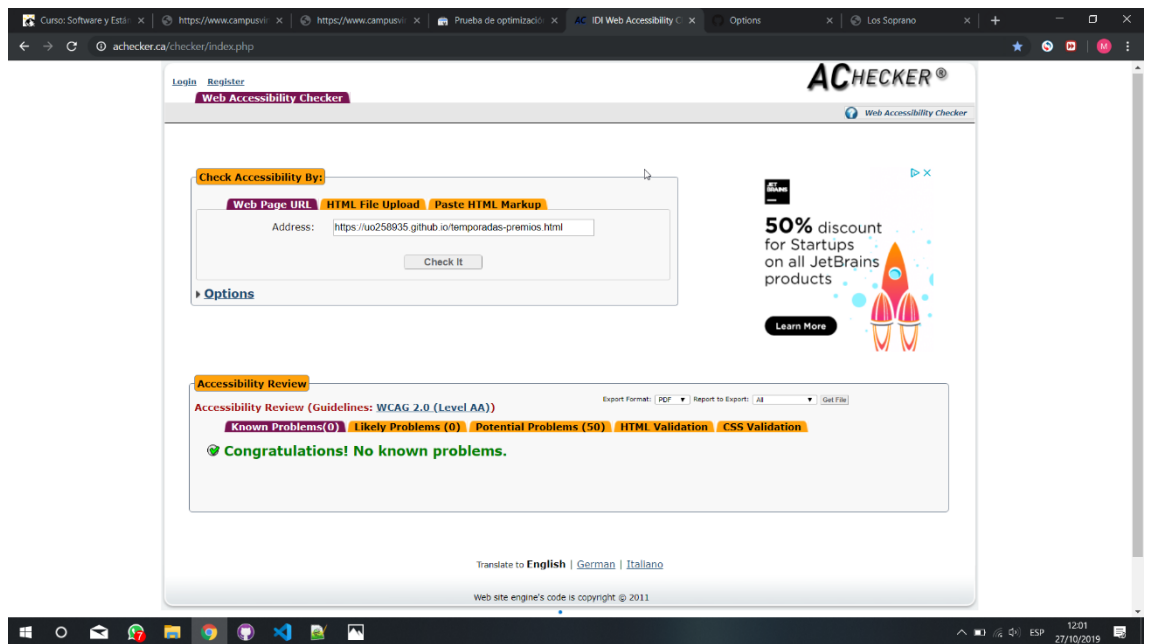 Curso: Software y Están
https://www.campusvir
https://www.campusvir
Prueba de optimizació
AC IDI Web Accessibility C
Options
Los Soprano
achecker.ca/checker/index.php
M
Login Register
ACHECKER®
Web Accessibility Checker
Web Accessibility Checker
Check Accessibility By:
Web Page URL HTML File Upload Paste HTML Markup
Address: https://uo258935.github.io/temporadas-premios.html
Check It
Options
JET
BRAINS
50% discount
for Startups
on all JetBrains
products
Learn More
Accessibility Review
Accessibility Review (Guidelines: WCAG 2.0 (Level AA))
Export Format: PDF Report to Export: All Get File
Known Problems(0) Likely Problems (0) Potential Problems (50) HTML Validation CSS Validation
Congratulations! No known problems.
Translate to English | German | Italiano
Web site engine's code is copyright © 2011
7
ESP
12:01
27/10/2019